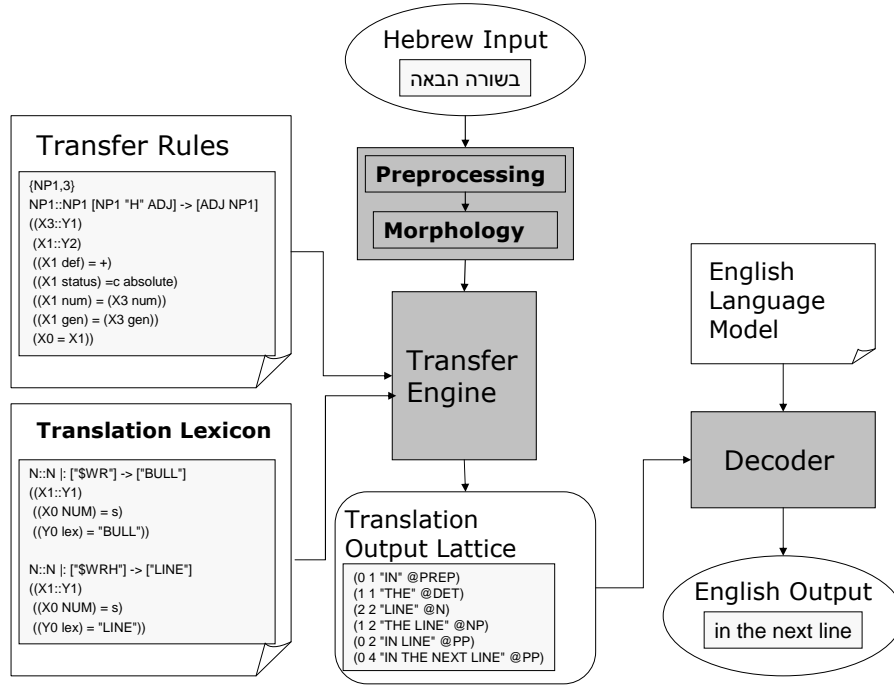 Hebrew Input
בשורה הבאה
Transfer Rules
{NP1,3}
NP1::NP1 [NP1 "H" ADJ] -> [ADJ NP1]
((X3::Y1)
(X1::Y2)
((X1 def) = +)
((X1 status) =c absolute)
((X1 num) = (X3 num))
((X1 gen) = (X3 gen))
(X0 = X1))
Preprocessing
Morphology
English
Language
Model
Transfer
Engine
Translation Lexicon
N::N |: ["$WR"] -> ["BULL"]
((X1::Y1)
((X0 NUM) = s)
((Y0 lex) = "BULL"))
N::N |: ["$WRH"] -> ["LINE"]
((X1::Y1)
((X0 NUM) = s)
((Y0 lex) = "LINE"))
Decoder
Translation
Output Lattice
(0 1 "IN" @PREP)
(1 1 "THE" @DET)
(2 2 "LINE" @N)
(1 2 "THE LINE" @NP)
(0 2 "IN LINE" @PP)
(0 4 "IN THE NEXT LINE" @PP)
English Output
in the next line